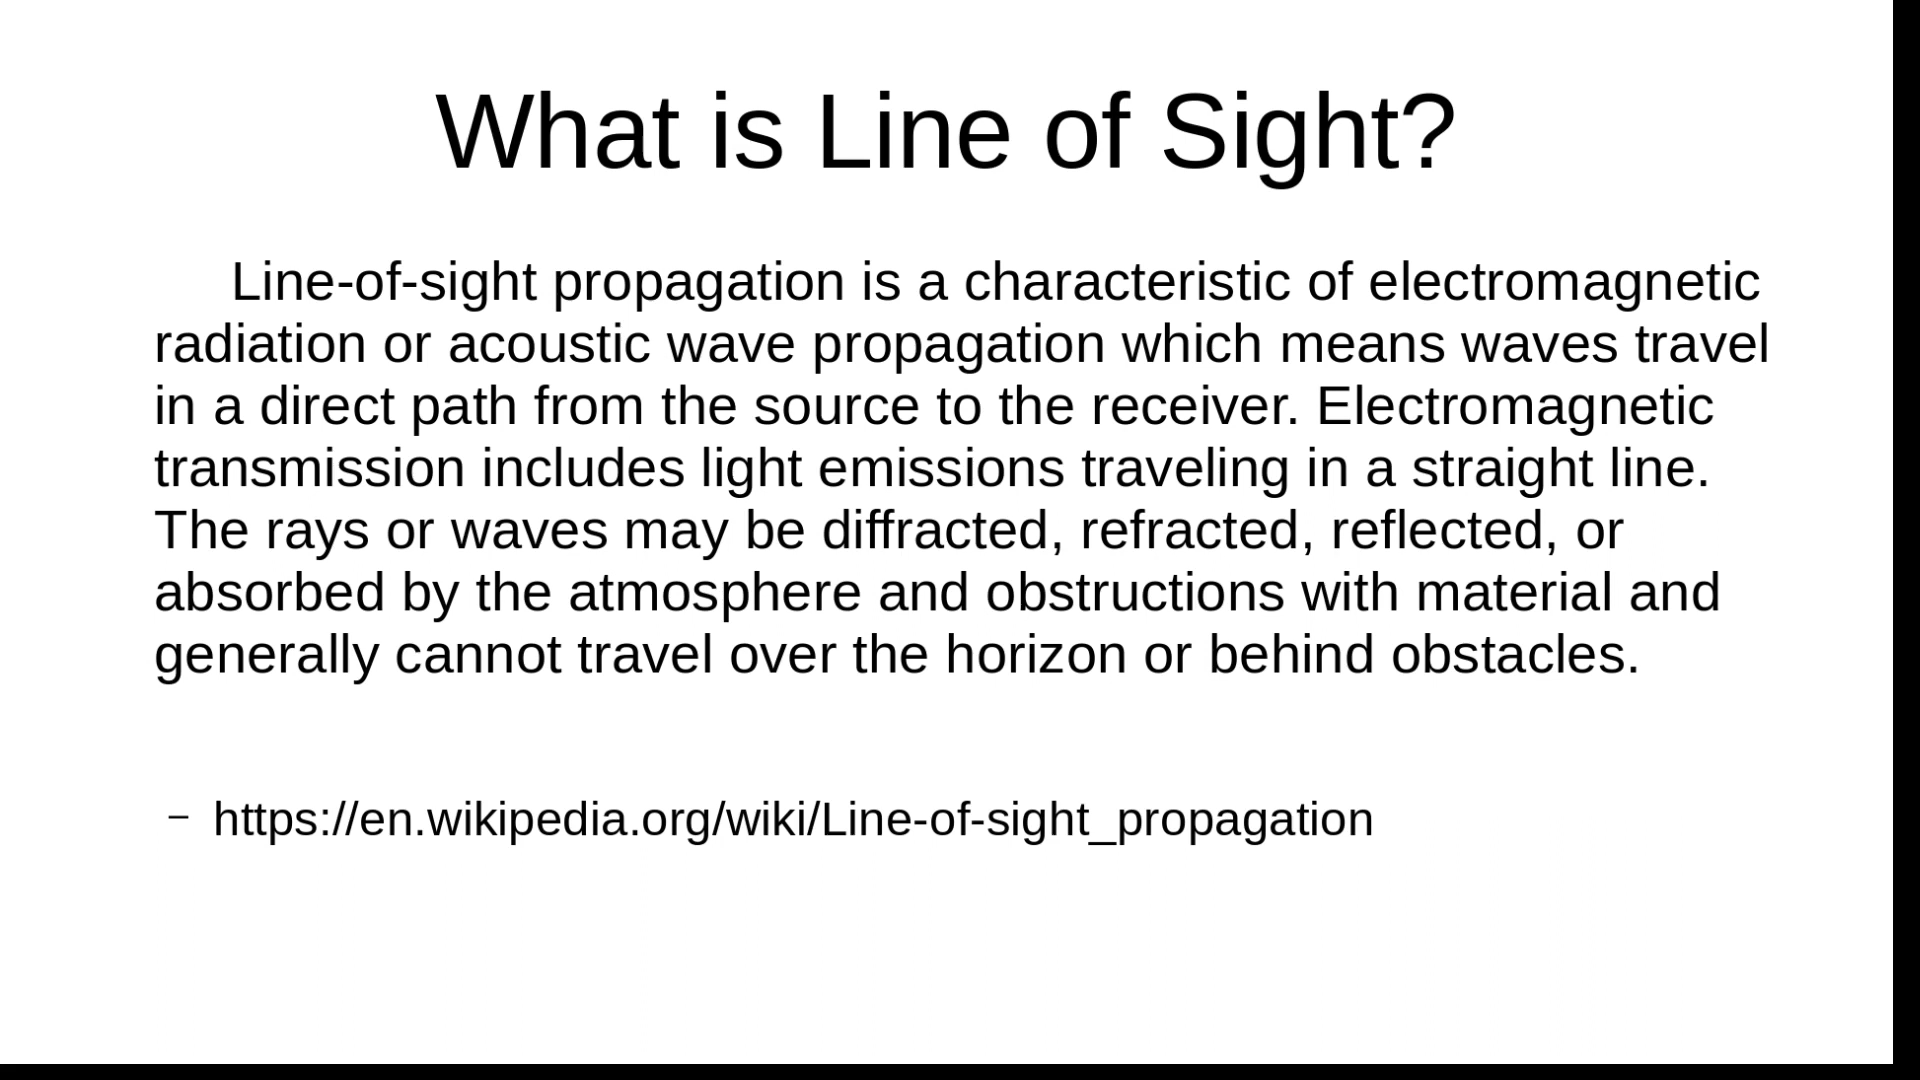 What is Line of Sight?
Line-of-sight propagation is a characteristic of electromagnetic
radiation or acoustic wave propagation which means waves travel
in a direct path from the source to the receiver. Electromagnetic
transmission includes light emissions traveling in a straight line.
The rays or waves may be diffracted, refracted, reflected, or
absorbed by the atmosphere and obstructions with material and
generally cannot travel over the horizon or behind obstacles.
– https://en.wikipedia.org/wiki/Line-of-sight_propagation